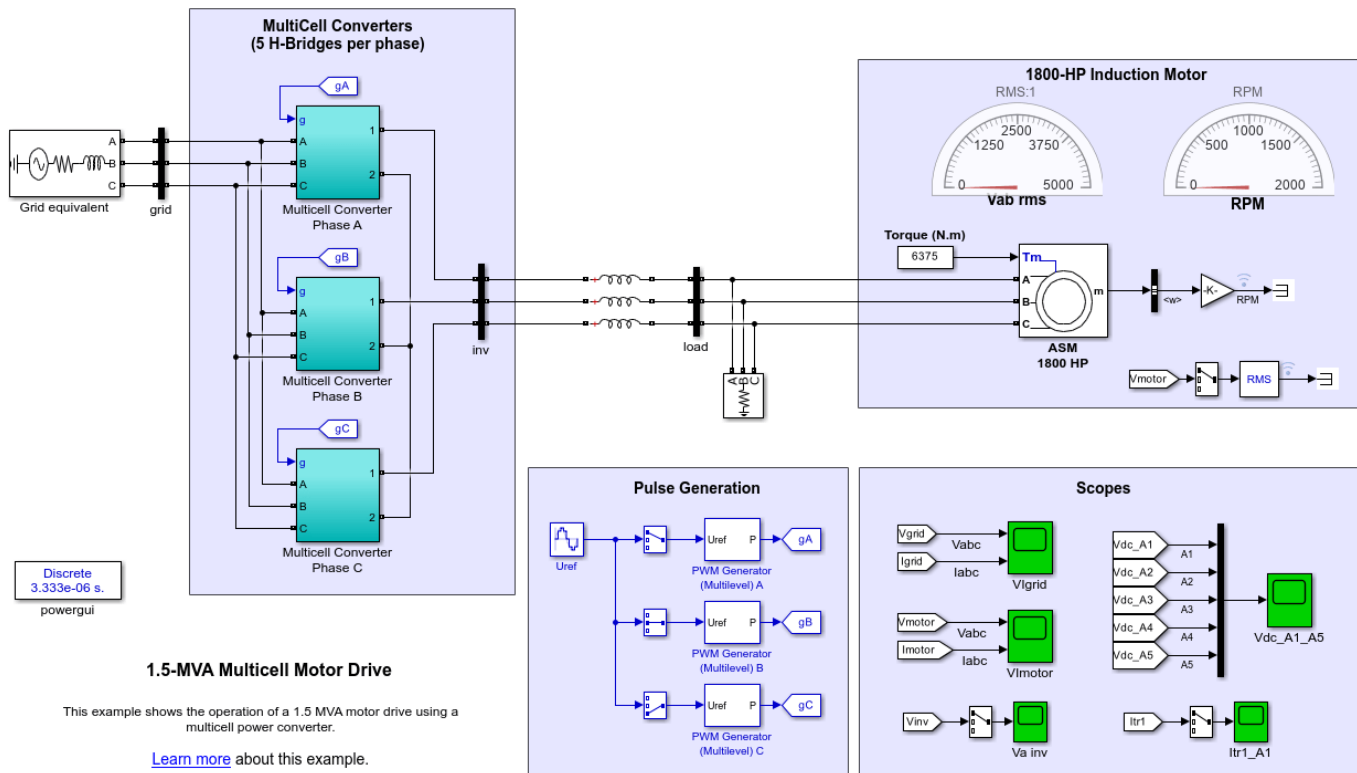 MultiCell Converters
(5 H-Bridges per phase)
gA
g
A
B
C
1
2
Multicell Converter
Phase A
gB
g
A
B
C
1
2
Multicell Converter
Phase B
gC
g
A
B
C
1
2
Multicell Converter
Phase C
A
B
C
Grid equivalent
grid
inv
load
A B C
1800-HP Induction Motor
RMS:1
0 1250 2500 3750 5000
Vab rms
RPM
0 500 1000 1500 2000
RPM
Torque (N.m)
6375
Tm
A
B
C
m
ASM
1800 HP
<w>
-K-
RPM
Vmotor
RMS
Discrete
3.333e-06 s.
powergui
1.5-MVA Multicell Motor Drive
This example shows the operation of a 1.5 MVA motor drive using a
multicell power converter.
Learn more about this example.
Pulse Generation
Uref
Uref P
gA
PWM Generator
(Multilevel) A
Uref P
gB
PWM Generator
(Multilevel) B
Uref P
gC
PWM Generator
(Multilevel) C
Scopes
Vgrid
Vabc
Igrid
Iabc
VIgrid
Vmotor
Vabc
Imotor
Iabc
VImotor
Vinv
Va inv
Vdc_A1
A1
Vdc_A2
A2
Vdc_A3
A3
Vdc_A4
A4
Vdc_A5
A5
Vdc_A1_A5
Itr1
Itr1_A1